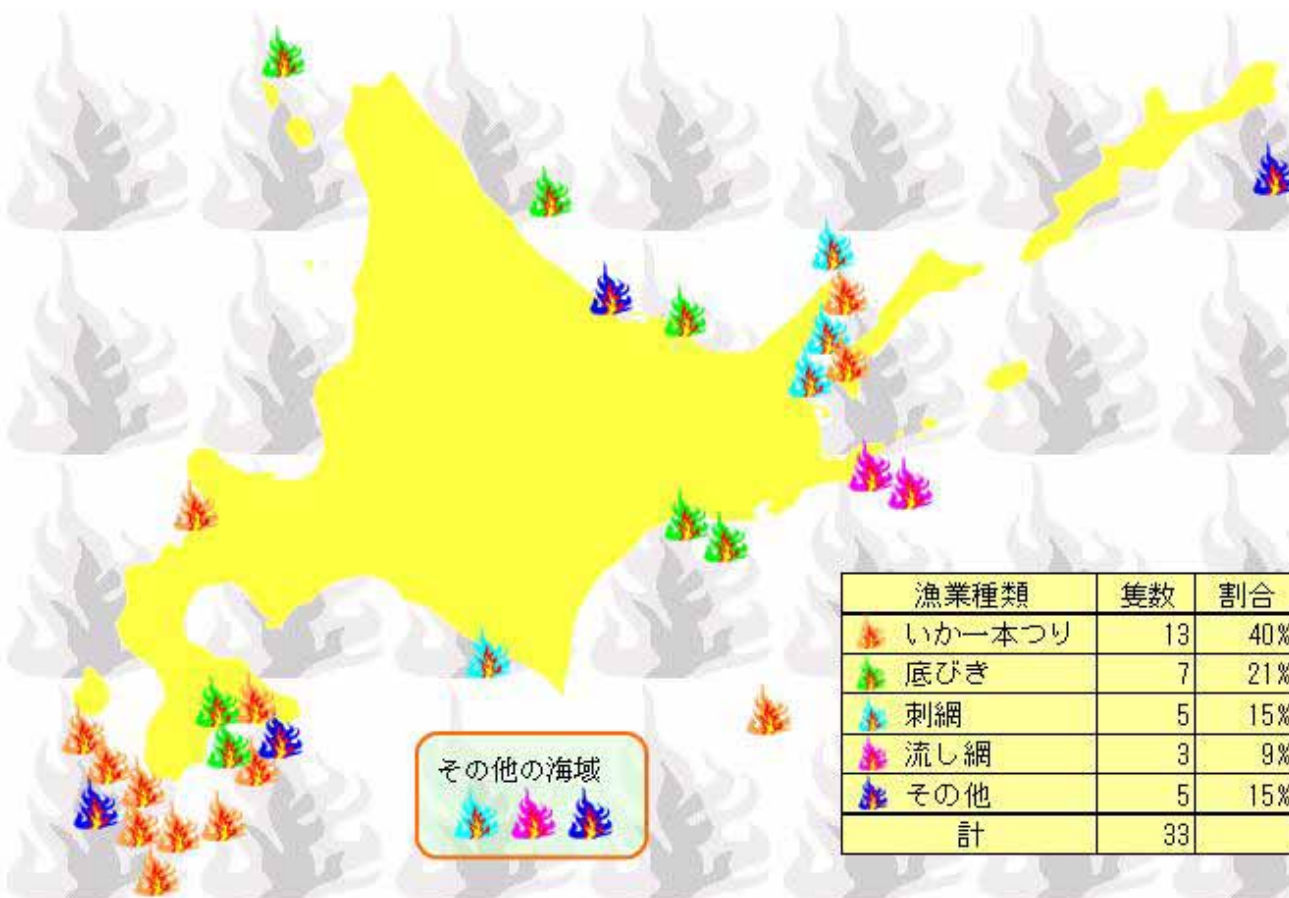 その他の海域
漁業種類 隻数 割合
いか一本つり 13 40%
底びき 7 21%
刺網 5 15%
流し網 3 9%
その他 5 15%
計 33